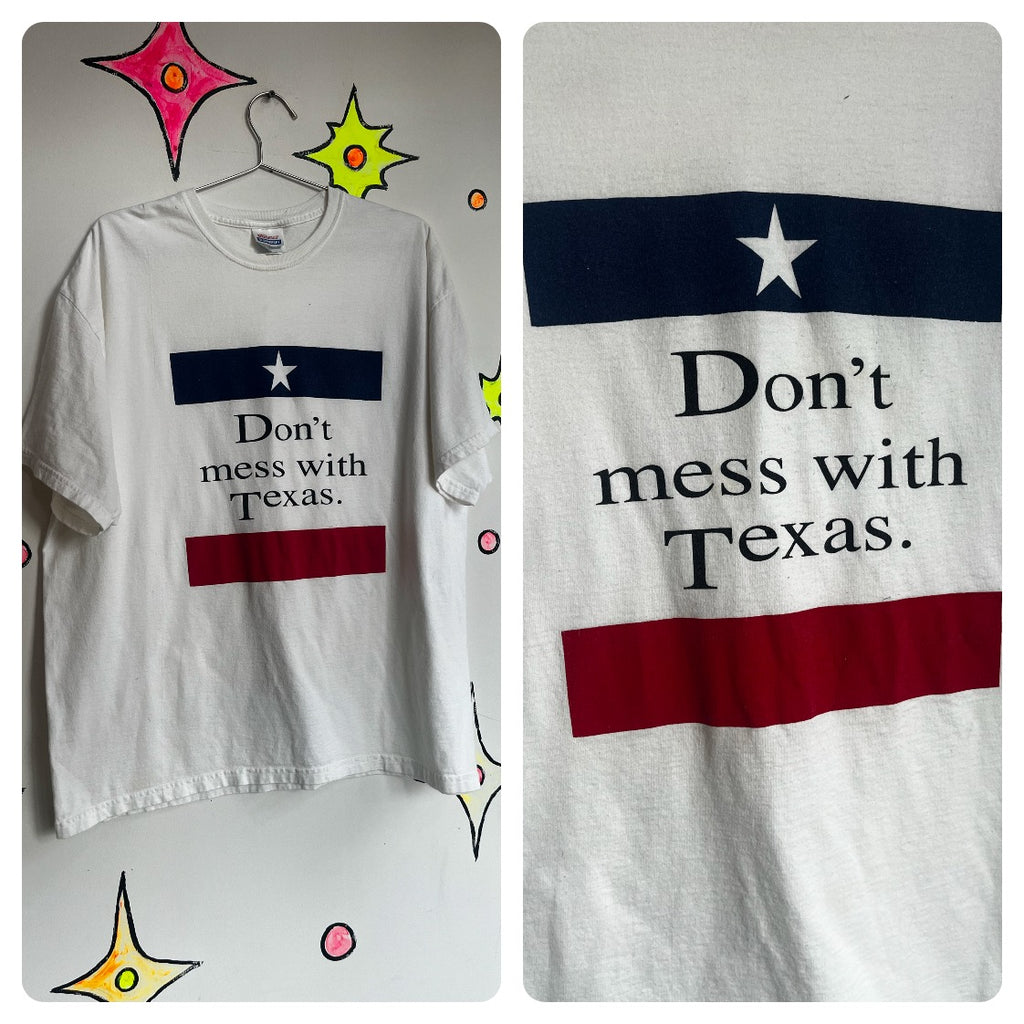 Don't
mess with
Texas.
Don't
mess with
Texas.